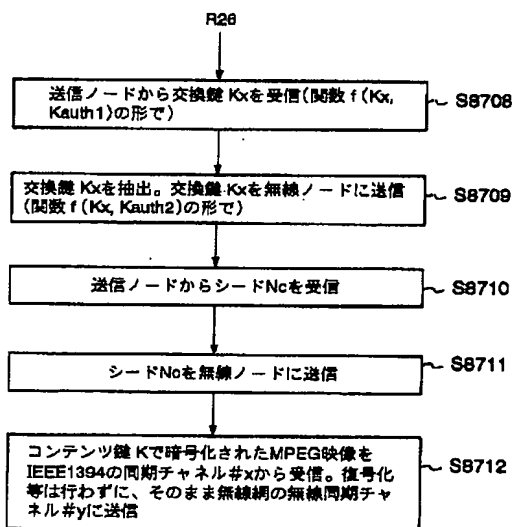 R26
送信ノードから交換鍵 Kxを受信(関数 f (Kx,
Kauth1)の形で)
S8708
交換鍵 Kxを抽出。交換鍵 Kxを無線ノードに送信
(関数 f (Kx, Kauth2)の形で)
S8709
送信ノードからシードNcを受信
S8710
シードNcを無線ノードに送信
S8711
コンテンツ鍵 Kで暗号化されたMPEG映像を
IEEE1394の同期チャネル#xから受信。復号化
等は行わずに、そのまま無線網の無線同期チャ
ネル#yに送信
S8712